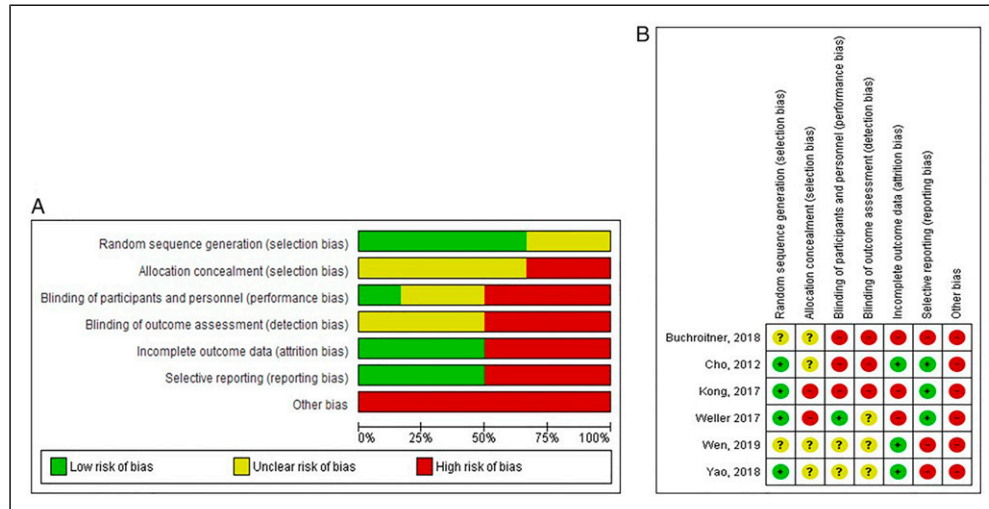 A
Random sequence generation (selection bias)
Allocation concealment (selection bias)
Blinding of participants and personnel (performance bias)
Blinding of outcome assessment (detection bias)
Incomplete outcome data (attrition bias)
Selective reporting (reporting bias)
Other bias
0% 25% 50% 75% 100%
Low risk of bias Unclear risk of bias High risk of bias
B
Random sequence generation (selection bias)
Allocation concealment (selection bias)
Blinding of participants and personnel (performance bias)
Blinding of outcome assessment (detection bias)
Incomplete outcome data (attrition bias)
Selective reporting (reporting bias)
Other bias
Buchroitner, 2018 ? ? - - - - -
Cho, 2012 + ? - - + + -
Kong, 2017 + - - - - + -
Weller 2017 + - + ? - + -
Wen, 2019 ? ? ? ? + - -
Yao, 2018 + ? ? ? + - -